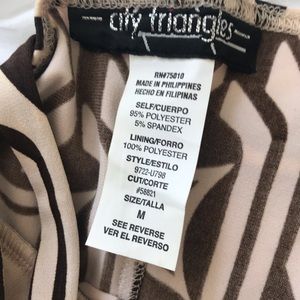 city triangles
RN#75810
MADE IN PHILIPPINES
HECHO EN FILIPINAS
SELF/CUERPO
95% POLYESTER
5% SPANDEX
LINING/FORRO
100% POLYESTER
STYLE/ESTILO
9722-U798
CUT/CORTE
#58821
SIZE/TALLA
M
SEE REVERSE
VER EL REVERSO